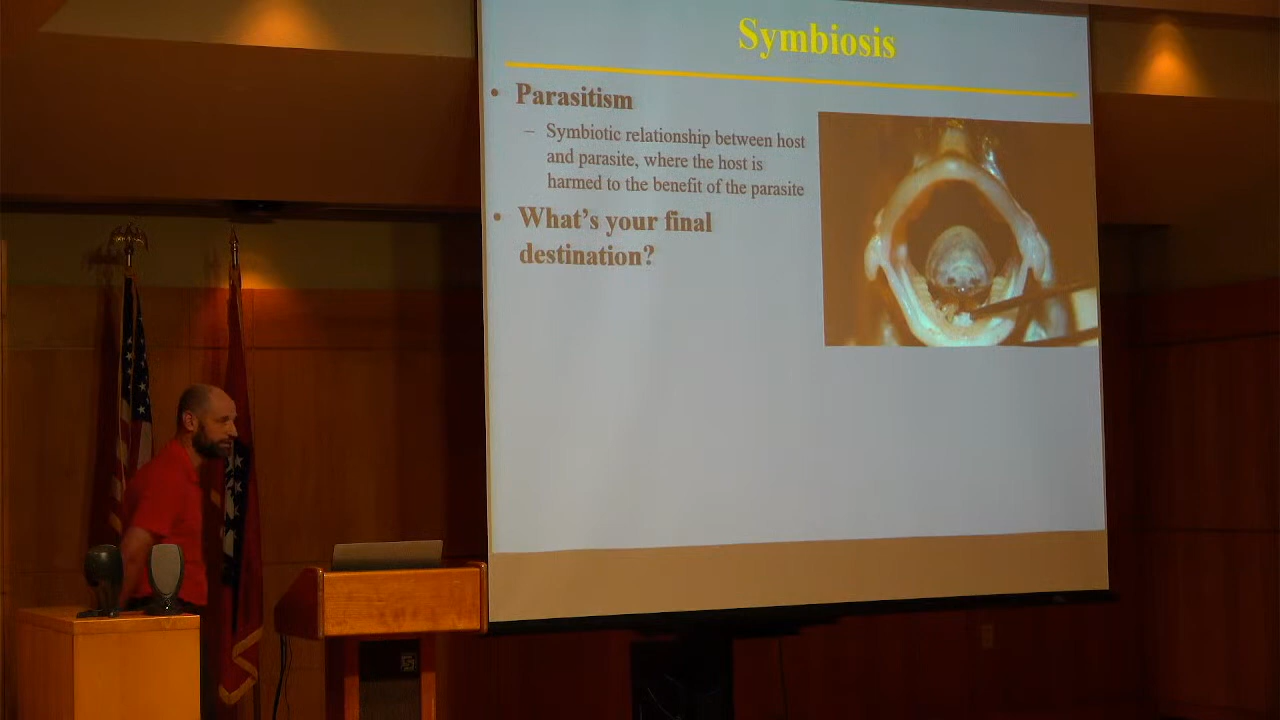 Symbiosis
• Parasitism
– Symbiotic relationship between host
and parasite, where the host is
harmed to the benefit of the parasite
• What's your final
destination?